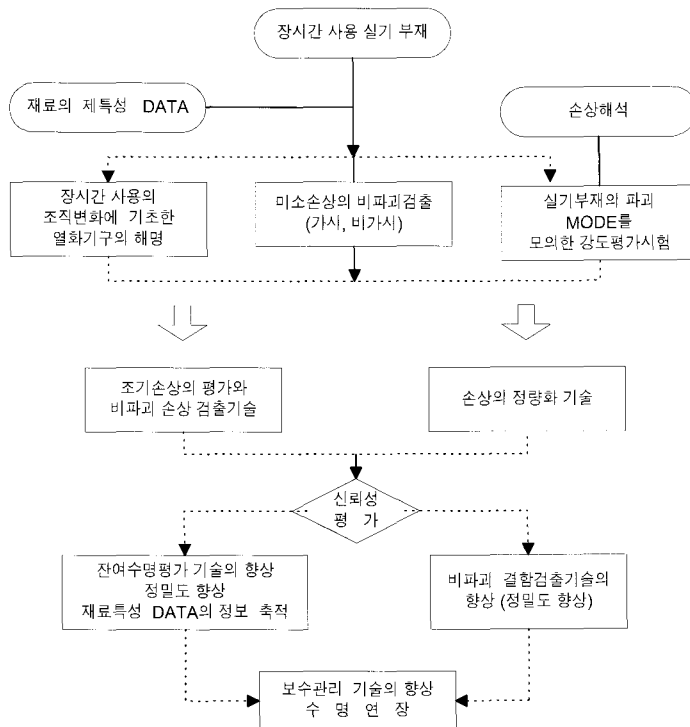 장시간 사용 실기 부재
재료의 제특성 DATA
손상해석
장시간 사용의
조직변화에 기초한
열화기구의 해명
미소손상의 비파괴검출
(가시, 비가시)
실기부재와 파괴
MODE를
모의한 강도평가시험
조기손상의 평가와
비파괴 손상 검출기술
손상의 정량화 기술
신뢰성
평 가
잔여수명평가 기술의 향상
정밀도 향상
재료특성 DATA의 정보 축적
비파괴 결함검출기술의
향상 (정밀도 향상)
보수관리 기술의 향상
수 명 연 장